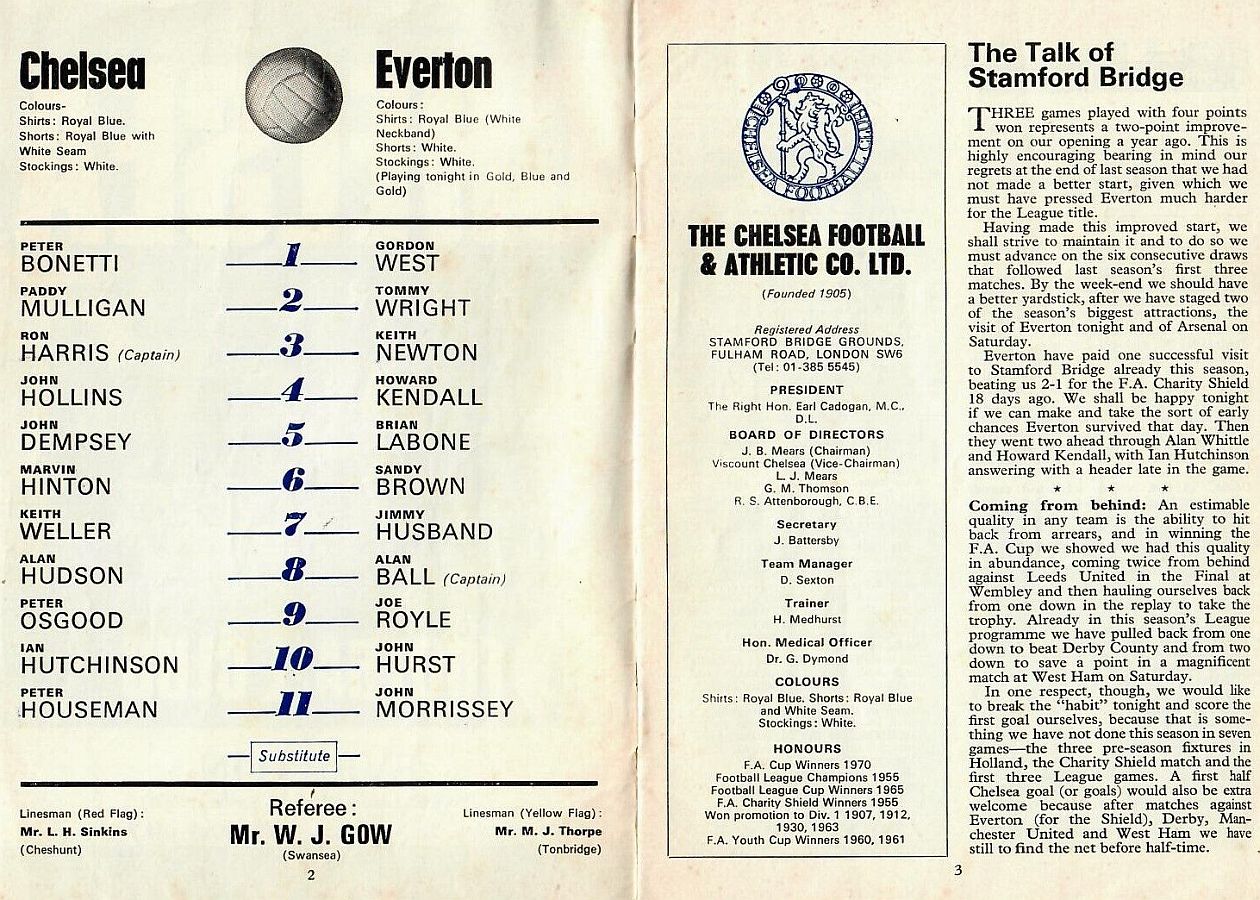 Chelsea
Colours-
Shirts: Royal Blue.
Shorts: Royal Blue with
White Seam
Stockings: White.
Everton
Colours:
Shirts: Royal Blue (White
Neckband)
Shorts: White.
Stockings: White.
(Playing tonight in Gold, Blue and
Gold)
PETER BONETTI 1 GORDON WEST
PADDY MULLIGAN 2 TOMMY WRIGHT
RON HARRIS (Captain) 3 KEITH NEWTON
JOHN HOLLINS 4 HOWARD KENDALL
JOHN DEMPSEY 5 BRIAN LABONE
MARVIN HINTON 6 SANDY BROWN
KEITH WELLER 7 JIMMY HUSBAND
ALAN HUDSON 8 ALAN BALL (Captain)
PETER OSGOOD 9 JOE ROYLE
IAN HUTCHINSON 10 JOHN HURST
PETER HOUSEMAN 11 JOHN MORRISSEY
Substitute
Linesman (Red Flag):
Mr. L. H. Sinkins
(Cheshunt)
Referee:
Mr. W. J. GOW
(Swansea)
Linesman (Yellow Flag):
Mr. M. J. Thorpe
(Tonbridge)
2
CHELSEA FOOTBALL
THE CHELSEA FOOTBALL
& ATHLETIC CO. LTD.
(Founded 1905)
Registered Address
STAMFORD BRIDGE GROUNDS,
FULHAM ROAD, LONDON SW6
(Tel: 01-385 5545)
PRESIDENT
The Right Hon. Earl Cadogan, M.C.,
D.L.
BOARD OF DIRECTORS
J. B. Mears (Chairman)
Viscount Chelsea (Vice-Chairman)
L. J. Mears
G. M. Thomson
R. S. Attenborough, C.B.E.
Secretary
J. Battersby
Team Manager
D. Sexton
Trainer
H. Medhurst
Hon. Medical Officer
Dr. G. Dymond
COLOURS
Shirts: Royal Blue. Shorts: Royal Blue
and White Seam.
Stockings: White.
HONOURS
F.A. Cup Winners 1970
Football League Champions 1955
Football League Cup Winners 1965
F.A. Charity Shield Winners 1955
Won promotion to Div. 1 1907, 1912,
1930, 1963
F.A. Youth Cup Winners 1960, 1961
The Talk of
Stamford Bridge
THREE games played with four points
won represents a two-point improve-
ment on our opening a year ago. This is
highly encouraging bearing in mind our
regrets at the end of last season that we had
not made a better start, given which we
must have pressed Everton much harder
for the League title.
Having made this improved start, we
shall strive to maintain it and to do so we
must advance on the six consecutive draws
that followed last season's first three
matches. By the week-end we should have
a better yardstick, after we have staged two
of the season's biggest attractions, the
visit of Everton tonight and of Arsenal on
Saturday.
Everton have paid one successful visit
to Stamford Bridge already this season,
beating us 2-1 for the F.A. Charity Shield
18 days ago. We shall be happy tonight
if we can make and take the sort of early
chances Everton survived that day. Then
they went two ahead through Alan Whittle
and Howard Kendall, with Ian Hutchinson
answering with a header late in the game.
★ ★ ★
Coming from behind: An estimable
quality in any team is the ability to hit
back from arrears, and in winning the
F.A. Cup we showed we had this quality
in abundance, coming twice from behind
against Leeds United in the Final at
Wembley and then hauling ourselves back
from one down in the replay to take the
trophy. Already in this season's League
programme we have pulled back from one
down to beat Derby County and from two
down to save a point in a magnificent
match at West Ham on Saturday.
In one respect, though, we would like
to break the "habit" tonight and score the
first goal ourselves, because that is some-
thing we have not done this season in seven
games—the three pre-season fixtures in
Holland, the Charity Shield match and the
first three League games. A first half
Chelsea goal (or goals) would also be extra
welcome because after matches against
Everton (for the Shield), Derby, Man-
chester United and West Ham we have
still to find the net before half-time.
3